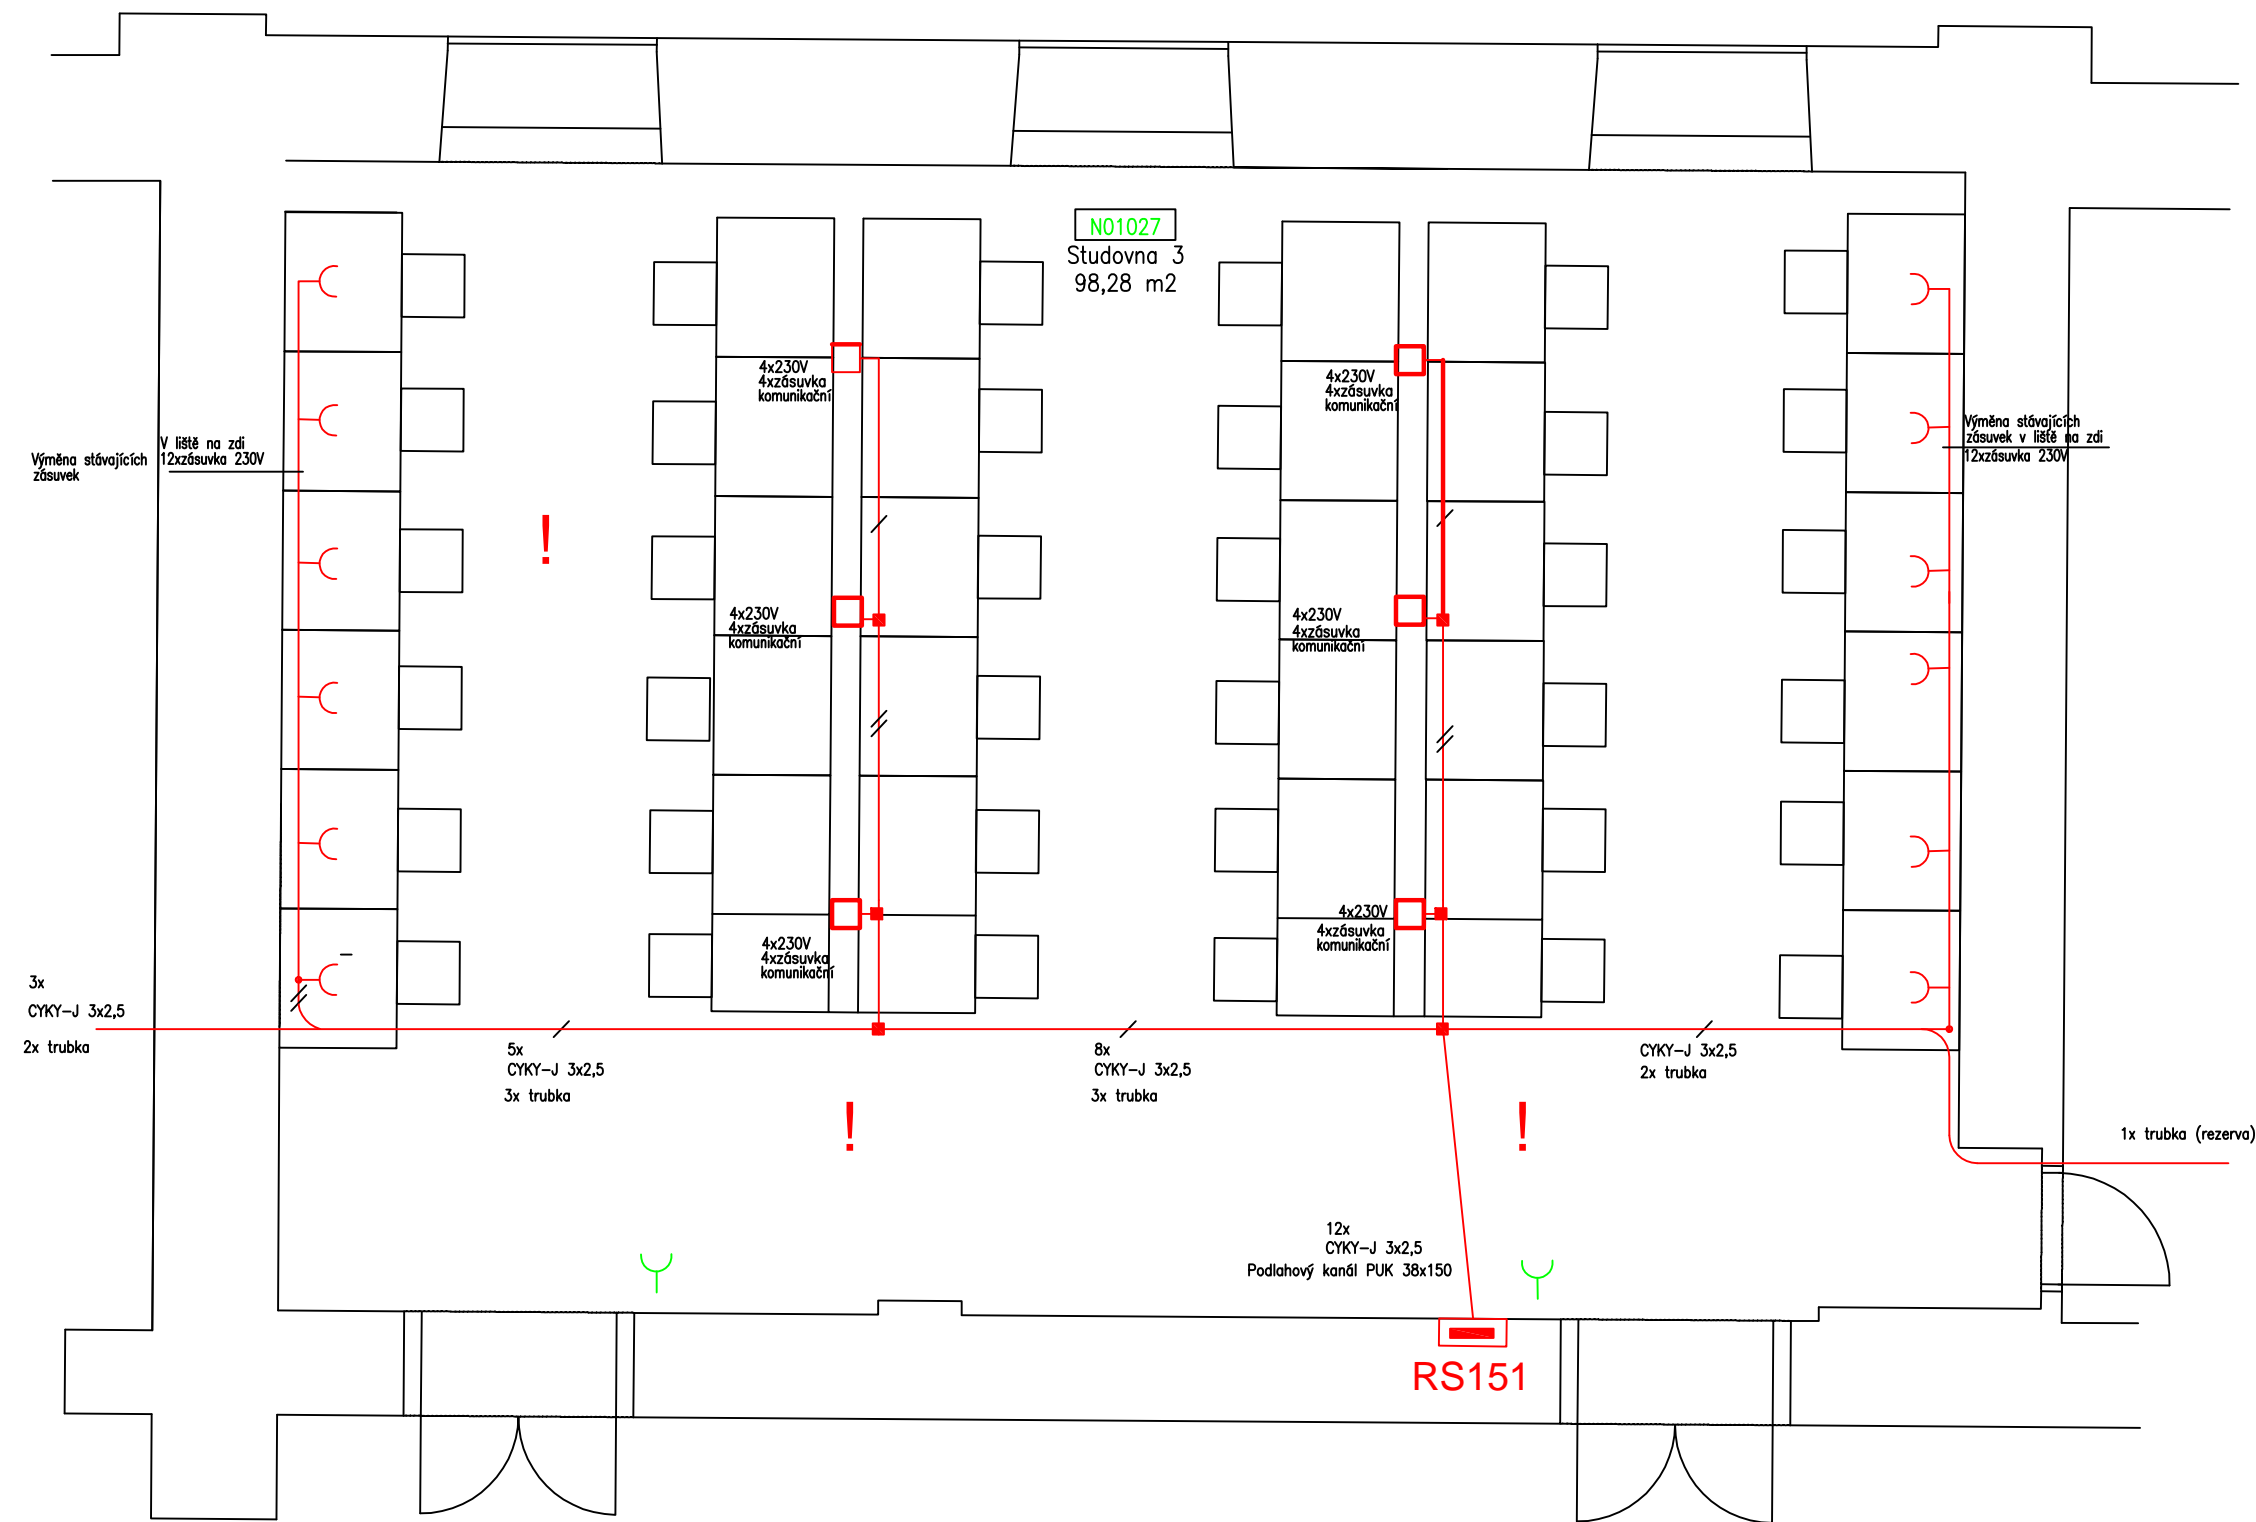 N01027
Studovna 3
98,28 m2
4x230V
4xzásuvka
komunikační
4x230V
4xzásuvka
komunikační
V liště na zdi
Výměna stávajících 12xzásuvka 230V
zásuvek
Výměna stávajících
zásuvek v liště na zdi
12xzásuvka 230V
!
4x230V
4xzásuvka
komunikační
4x230V
4xzásuvka
komunikační
4x230V
4xzásuvka
komunikační
4x230V
4xzásuvka
komunikační
3x
CYKY-J 3x2,5
2x trubka
5x
CYKY-J 3x2,5
3x trubka
8x
CYKY-J 3x2,5
3x trubka
CYKY-J 3x2,5
2x trubka
!
!
1x trubka (rezerva)
12x
CYKY-J 3x2,5
Podlahový kanál PUK 38x150
RS151